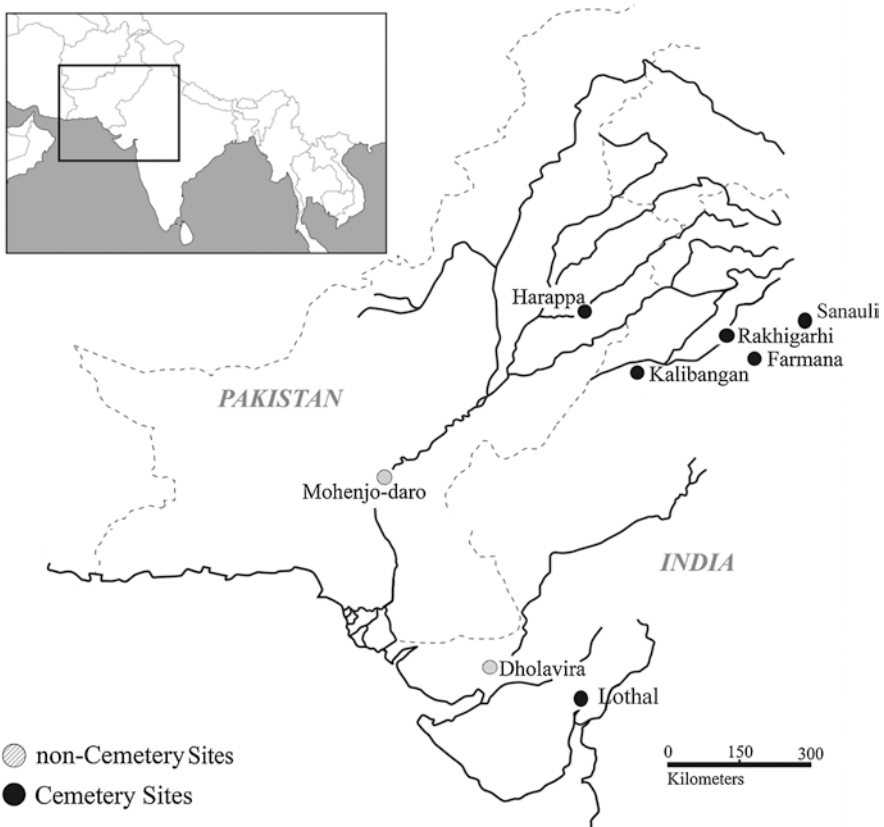 Harappa
Sanauli
Rakhigarhi
Farmana
Kalibangan
PAKISTAN
Mohenjo-daro
INDIA
Dholavira
Lothal
non-Cemetery Sites
Cemetery Sites
0 150 300
Kilometers